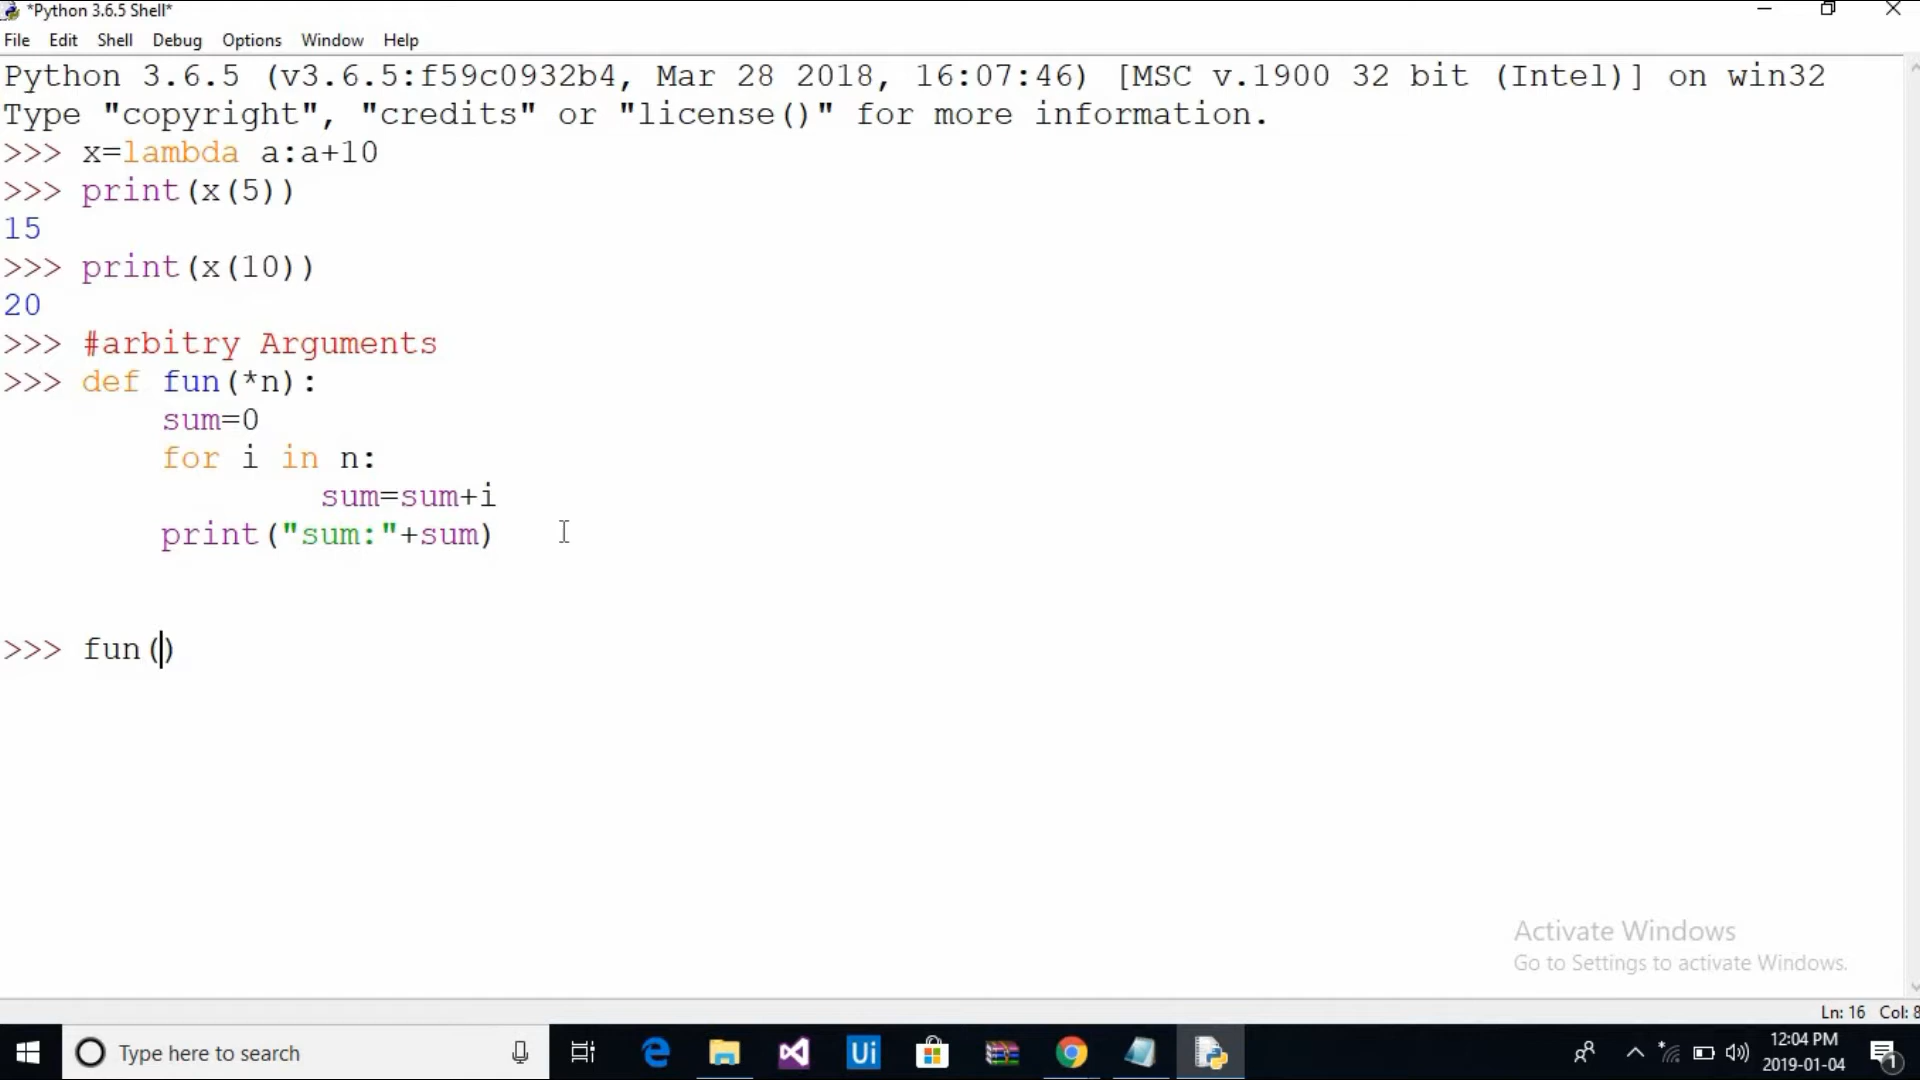 *Python 3.6.5 Shell*
File Edit Shell Debug Options Window Help
Python 3.6.5 (v3.6.5:f59c0932b4, Mar 28 2018, 16:07:46) [MSC v.1900 32 bit (Intel)] on win32
Type "copyright", "credits" or "license()" for more information.
>>> x=lambda a:a+10
>>> print(x(5))
15
>>> print(x(10))
20
>>> #arbitry Arguments
>>> def fun(*n):
sum=0
for i in n:
sum=sum+i
print("sum:"+sum)
>>> fun()
Activate Windows
Go to Settings to activate Windows.
Ln: 16 Col: 8
Type here to search
Ui
12:04 PM
2019-01-04
1